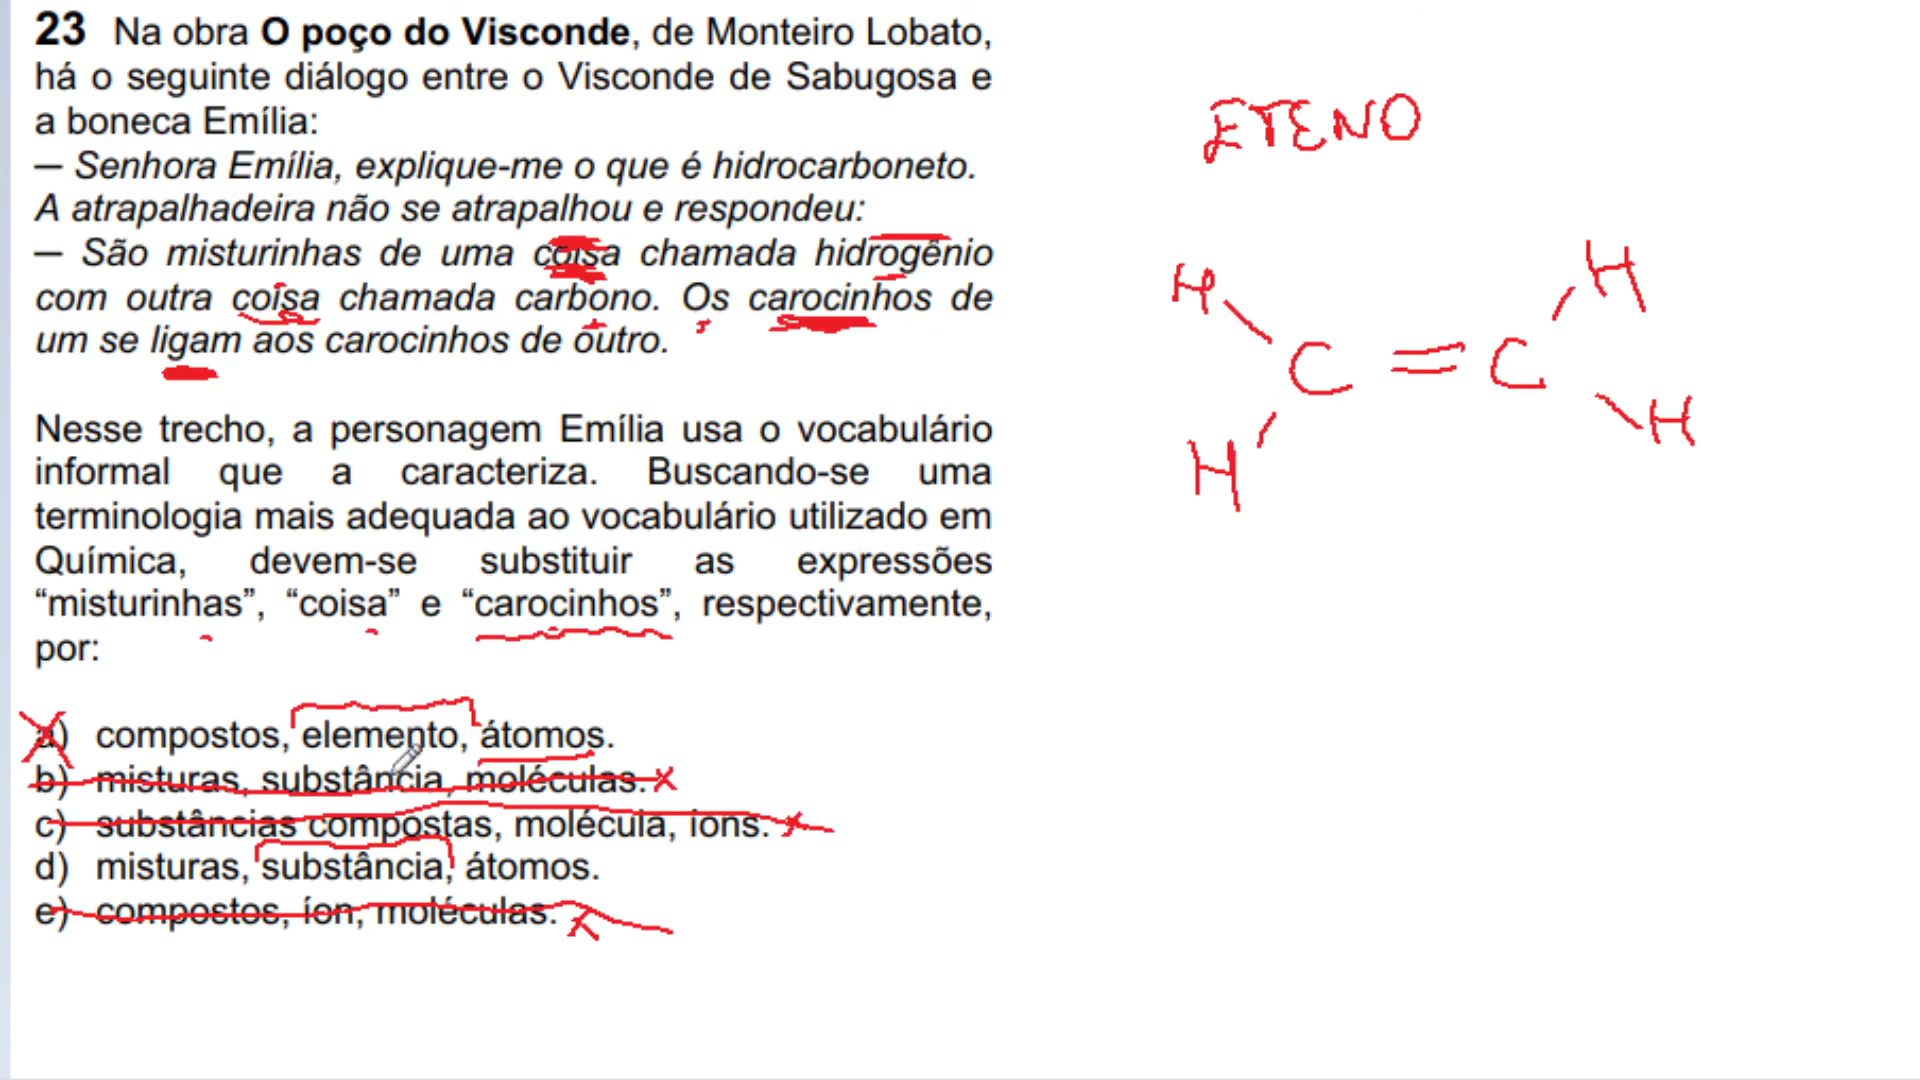 23 Na obra O poço do Visconde, de Monteiro Lobato,
há o seguinte diálogo entre o Visconde de Sabugosa e
a boneca Emília:
— Senhora Emília, explique-me o que é hidrocarboneto.
A atrapalhadeira não se atrapalhou e respondeu:
— São misturinhas de uma coisa chamada hidrogênio
com outra coisa chamada carbono. Os carocinhos de
um se ligam aos carocinhos de outro.
Nesse trecho, a personagem Emília usa o vocabulário
informal que a caracteriza. Buscando-se uma
terminologia mais adequada ao vocabulário utilizado em
Química, devem-se substituir as expressões
“misturinhas”, “coisa” e “carocinhos”, respectivamente,
por:
a) compostos, elemento, átomos.
b) misturas, substância, moléculas.
c) substâncias compostas, molécula, íons.
d) misturas, substância, átomos.
e) compostos, íon, moléculas.
ETENO
H H
C = C
H H